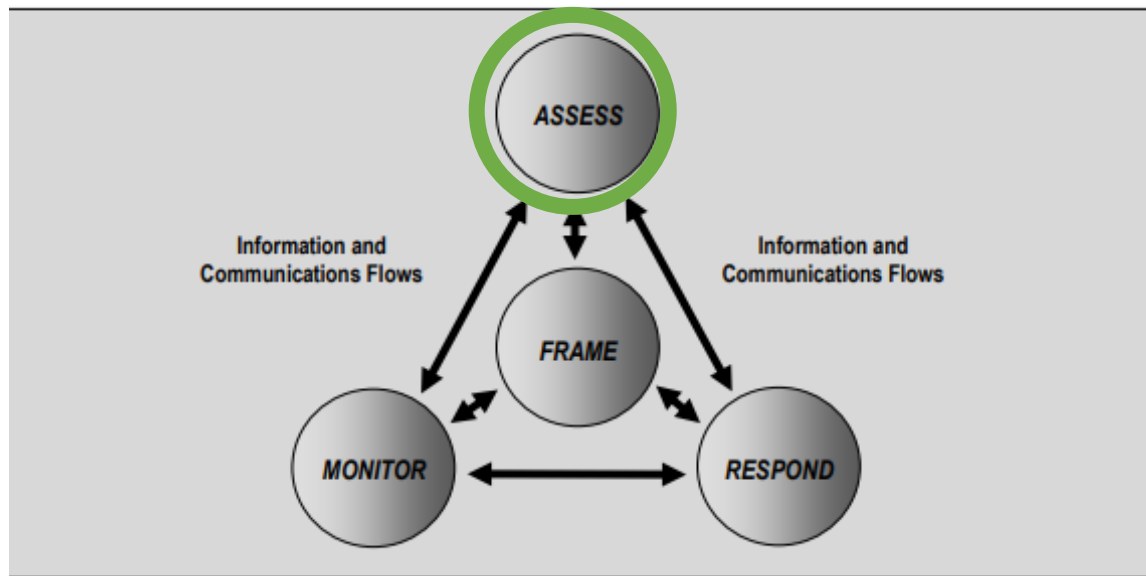 ASSESS
Information and
Communications Flows
Information and
Communications Flows
FRAME
MONITOR
RESPOND